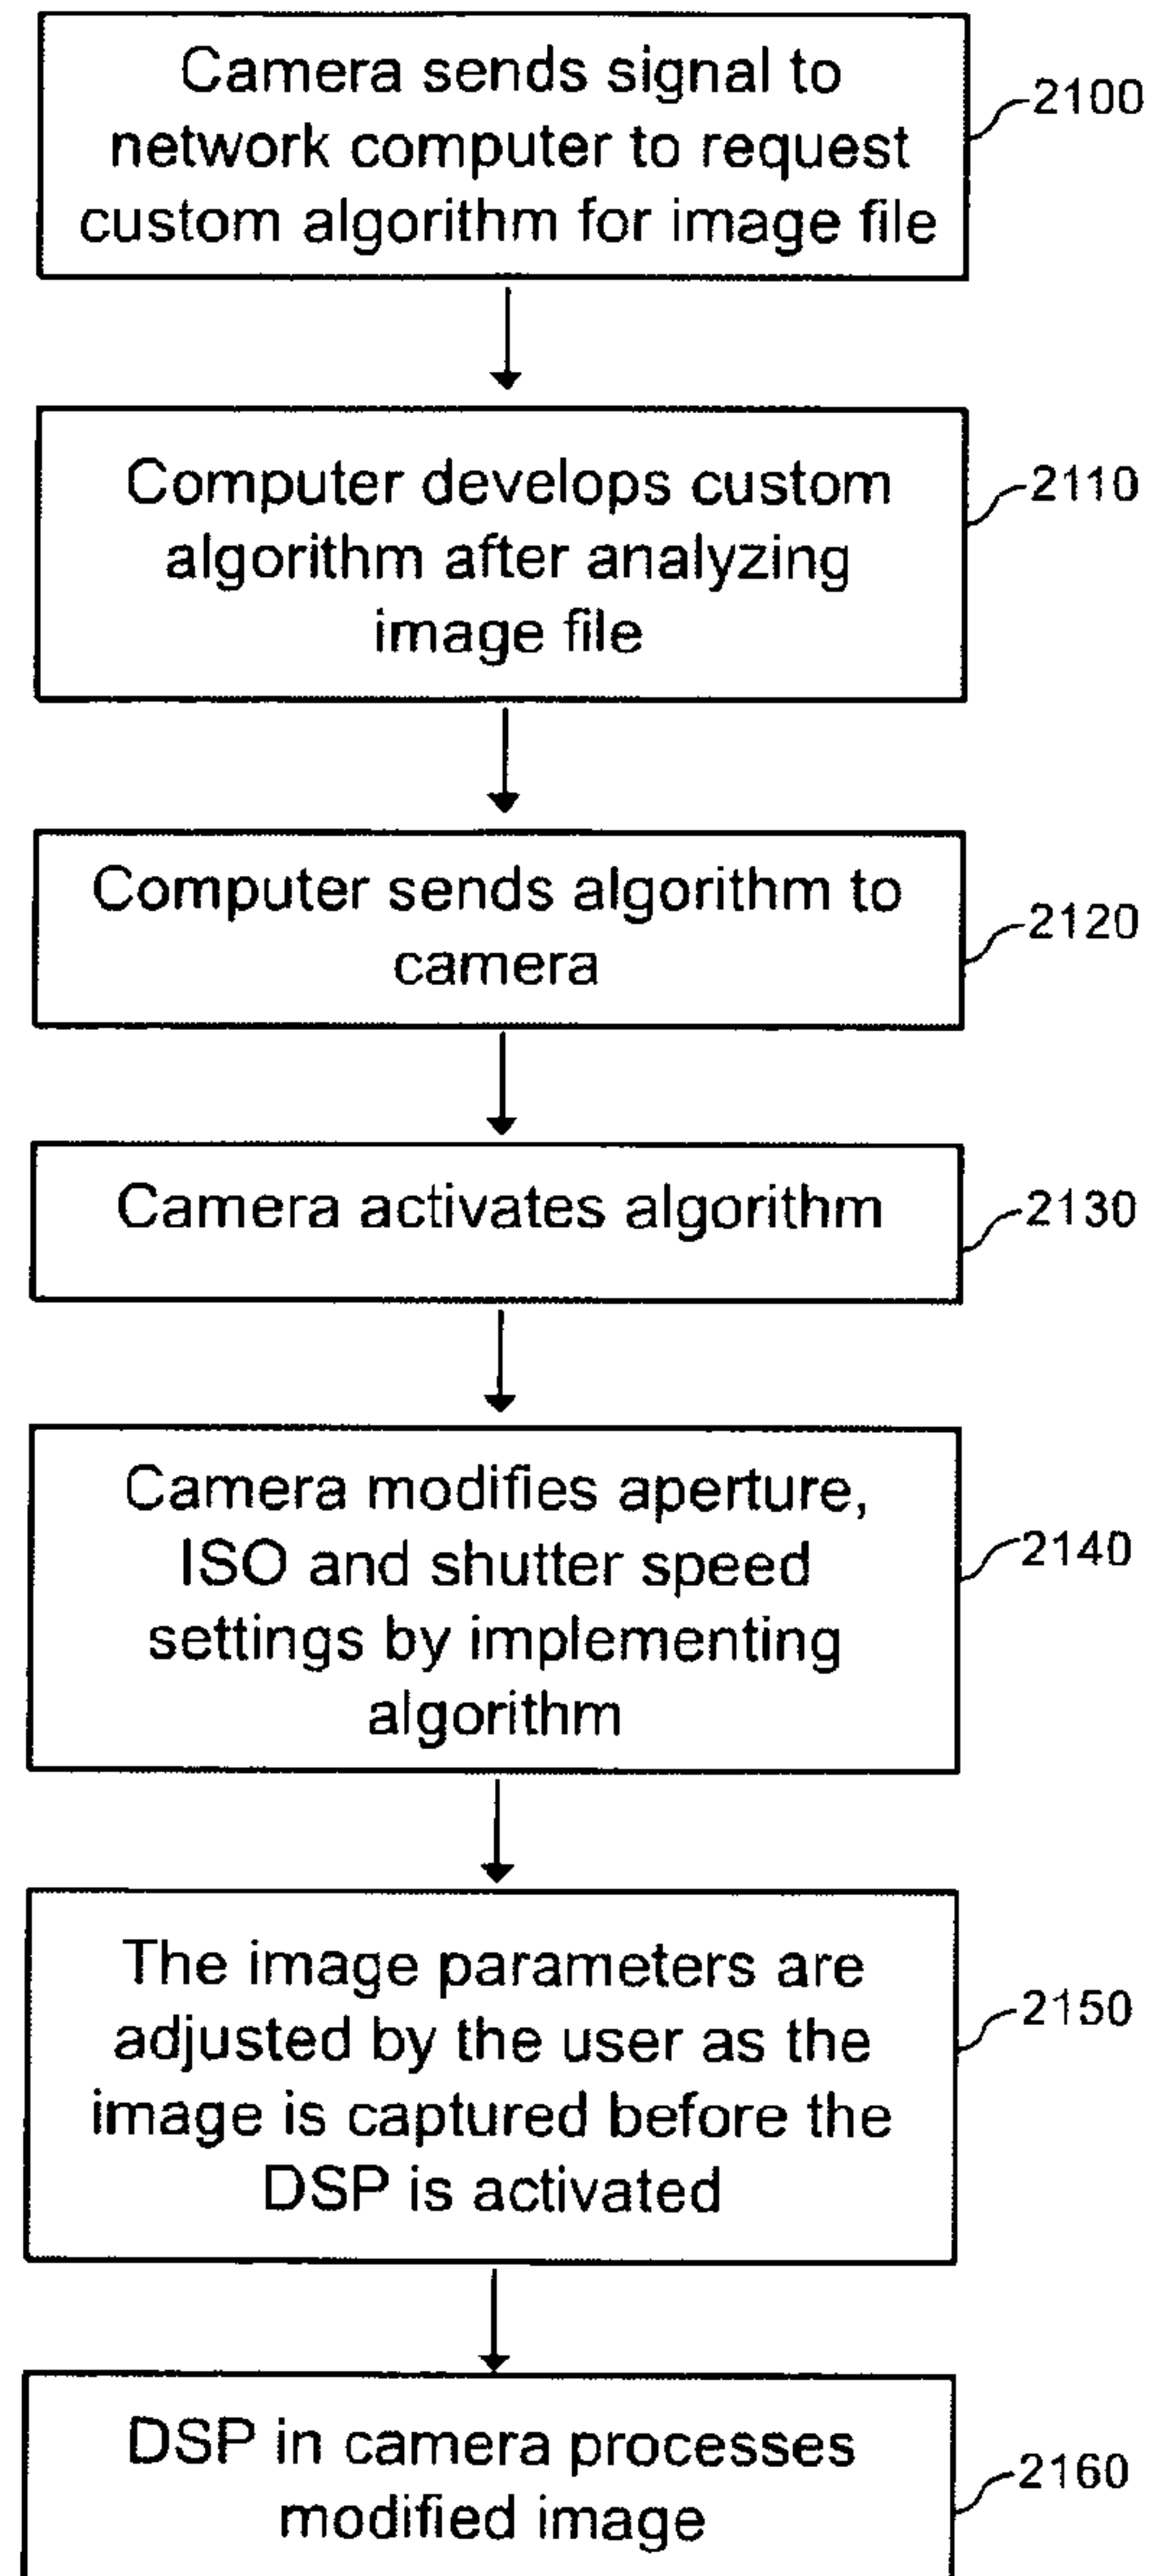 Camera sends signal to
network computer to request
custom algorithm for image file
2100
Computer develops custom
algorithm after analyzing
image file
2110
Computer sends algorithm to
camera
2120
Camera activates algorithm
2130
Camera modifies aperture,
ISO and shutter speed
settings by implementing
algorithm
2140
The image parameters are
adjusted by the user as the
image is captured before the
DSP is activated
2150
DSP in camera processes
modified image
2160